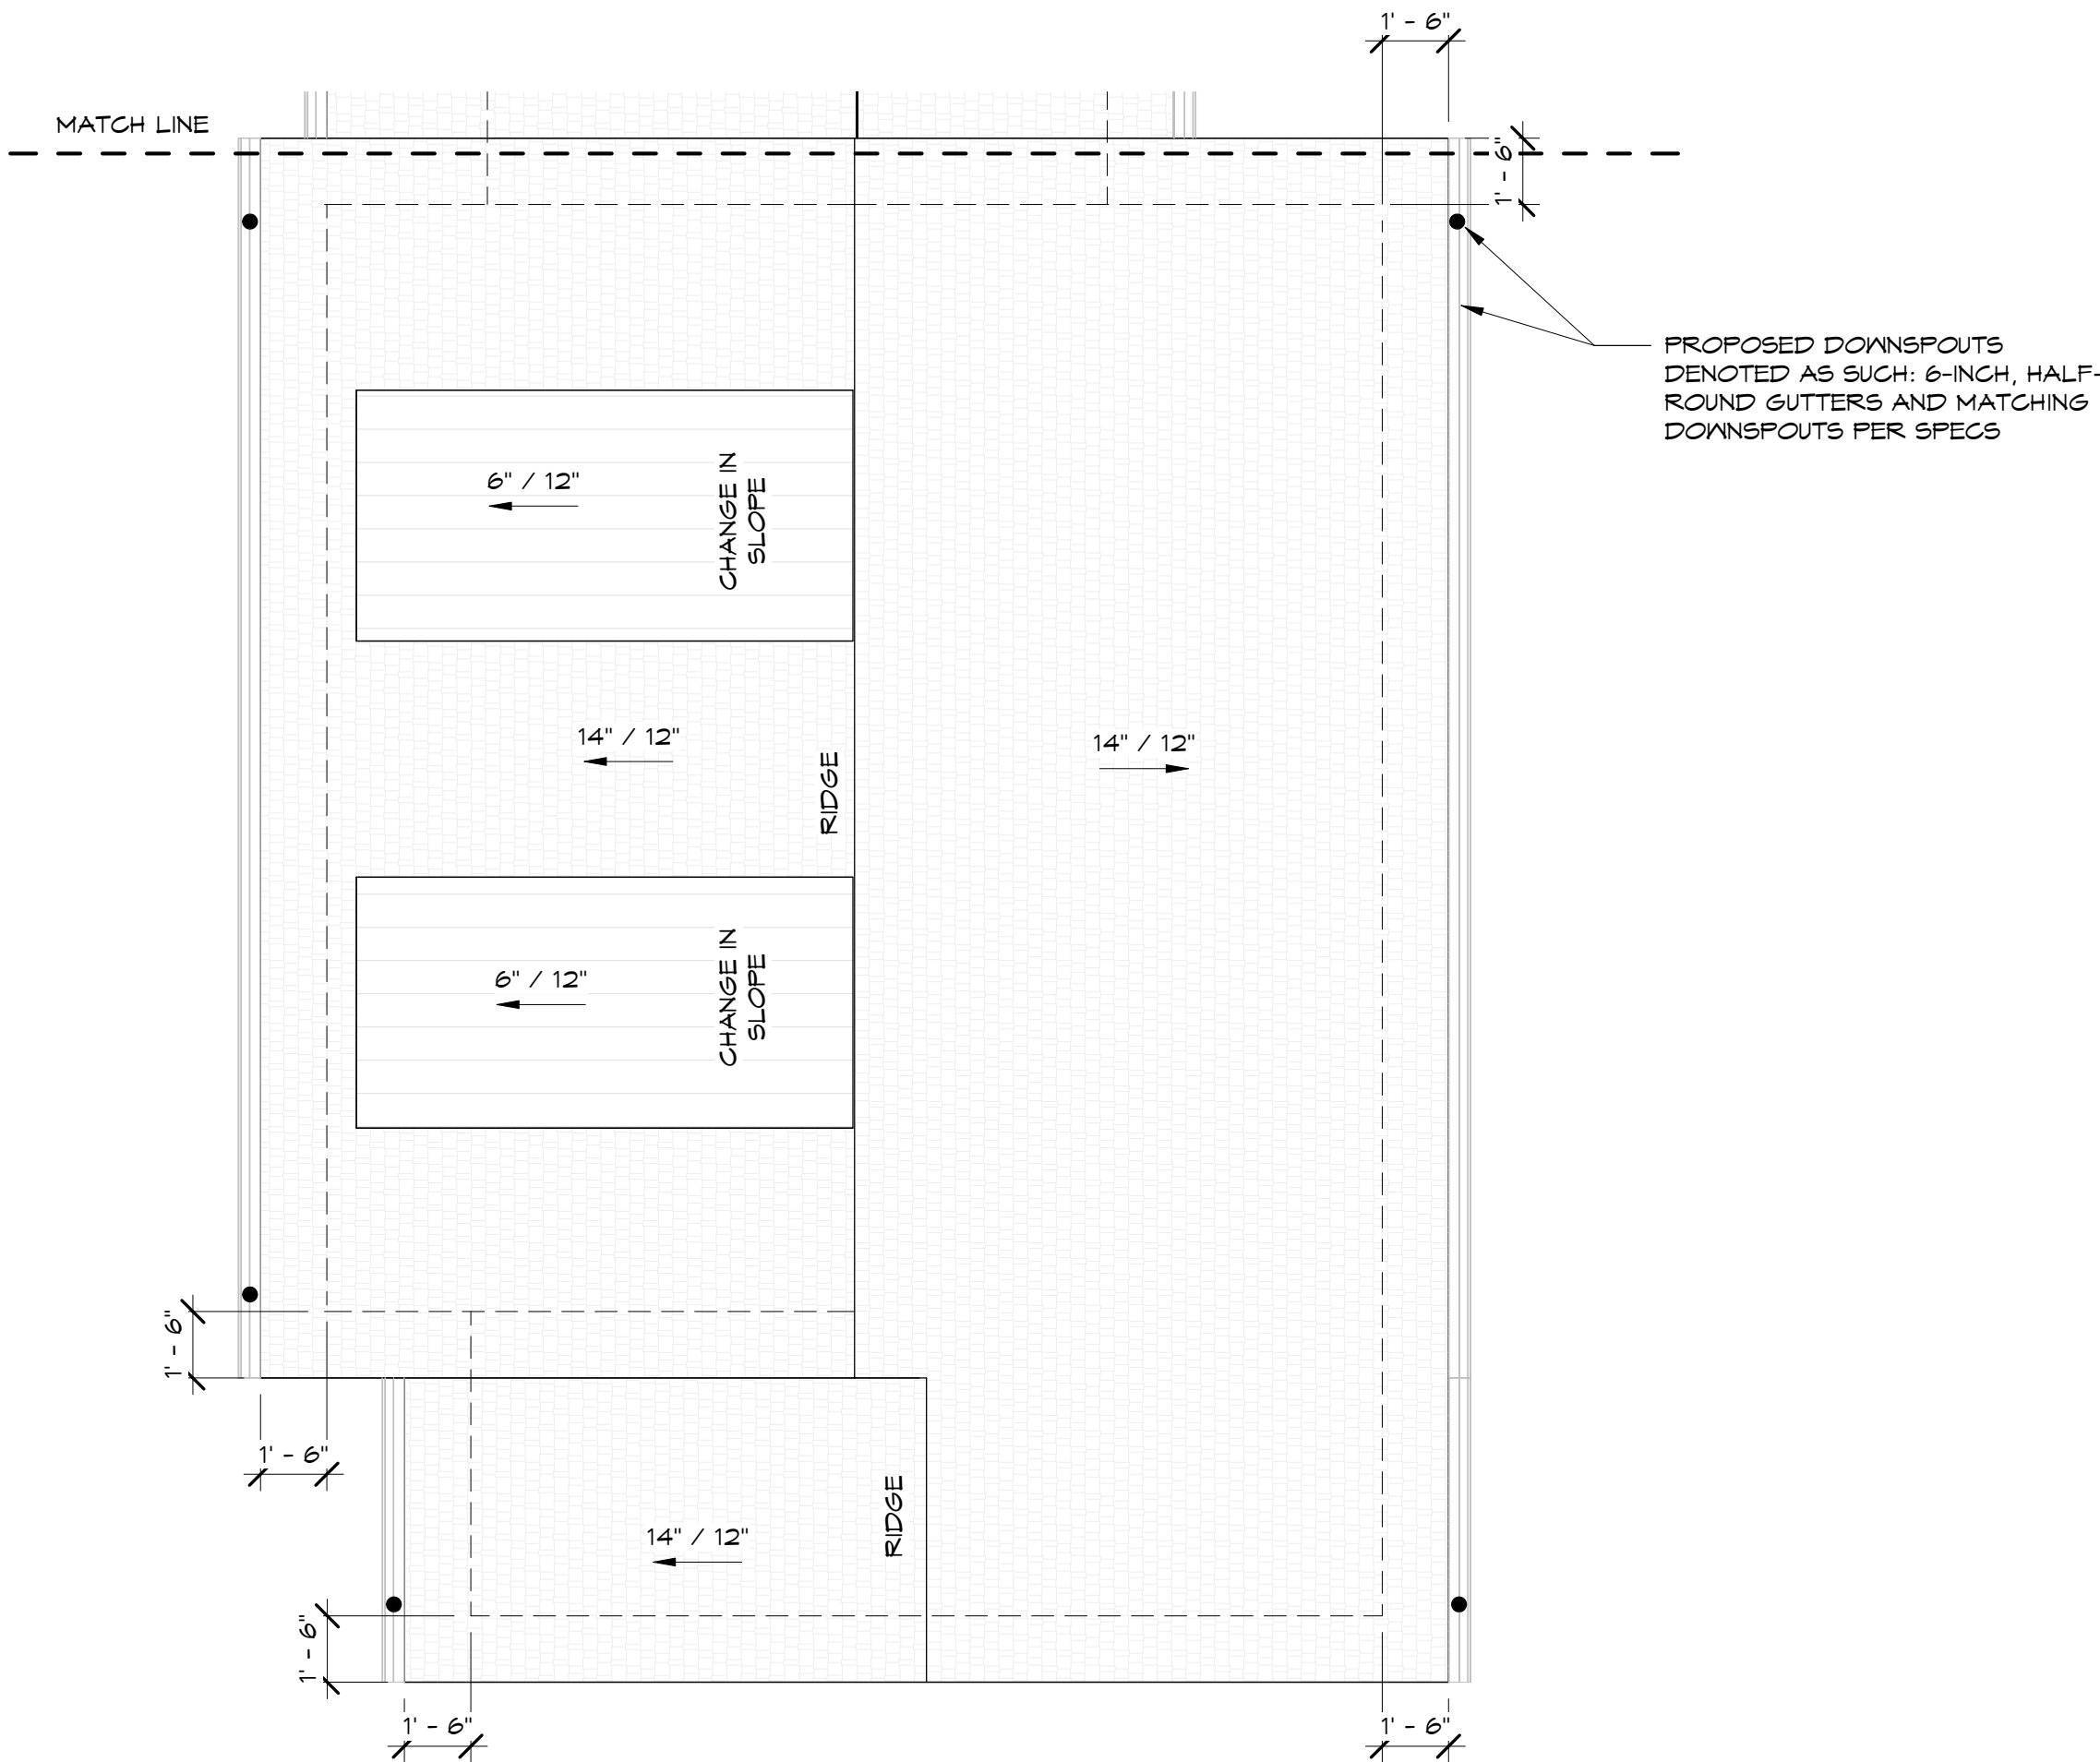 1' - 6"
MATCH LINE
1' - 6"
PROPOSED DOWNSPOUTS
DENOTED AS SUCH: 6-INCH, HALF-
ROUND GUTTERS AND MATCHING
DOWNSPOUTS PER SPECS
6" / 12"
CHANGE IN
SLOPE
14" / 12"
RIDGE
14" / 12"
6" / 12"
CHANGE IN
SLOPE
1' - 6"
1' - 6"
RIDGE
14" / 12"
1' - 6"
1' - 6"
1' - 6"